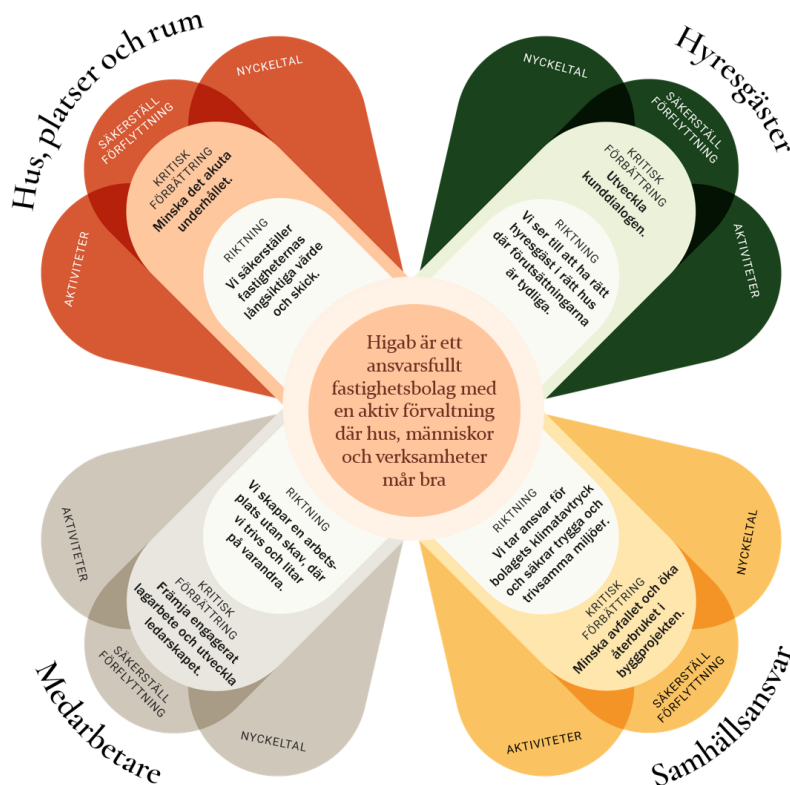 Hus, platser och rum
NYCKELTAL
SÄKERSTÄLL
FÖRFLYTTNING
AKTIVITETER
KRITISK
FÖRBÄTTRING
Minska det akuta
underhållet.
RIKTNING
Vi säkerställer
fastigheternas
långsiktiga värde
och skick.
Hyresgäster
NYCKELTAL
SÄKERSTÄLL
FÖRFLYTTNING
AKTIVITETER
KRITISK
FÖRBÄTTRING
Utveckla
kunddialogen.
RIKTNING
Vi ser till att ha rätt
hyresgäst i rätt hus
där förutsättningarna
är tydliga.
Higab är ett
ansvarsfullt
fastighetsbolag med
en aktiv förvaltning
där hus, människor
och verksamheter
mår bra
RIKTNING
Vi skapar en arbets-
plats utan skav, där
vi trivs och litar
på varandra.
KRITISK
FÖRBÄTTRING
Främja engagerat
lagarbete och utveckla
ledarskapet.
AKTIVITETER
SÄKERSTÄLL
FÖRFLYTTNING
NYCKELTAL
Medarbetare
RIKTNING
Vi tar ansvar för
bolagets klimatavtryck
och säkrar trygga och
trivsamma miljöer.
KRITISK
FÖRBÄTTRING
Minska avfallet och öka
återbruket i
byggprojekten.
NYCKELTAL
SÄKERSTÄLL
FÖRFLYTTNING
AKTIVITETER
Samhällsansvar